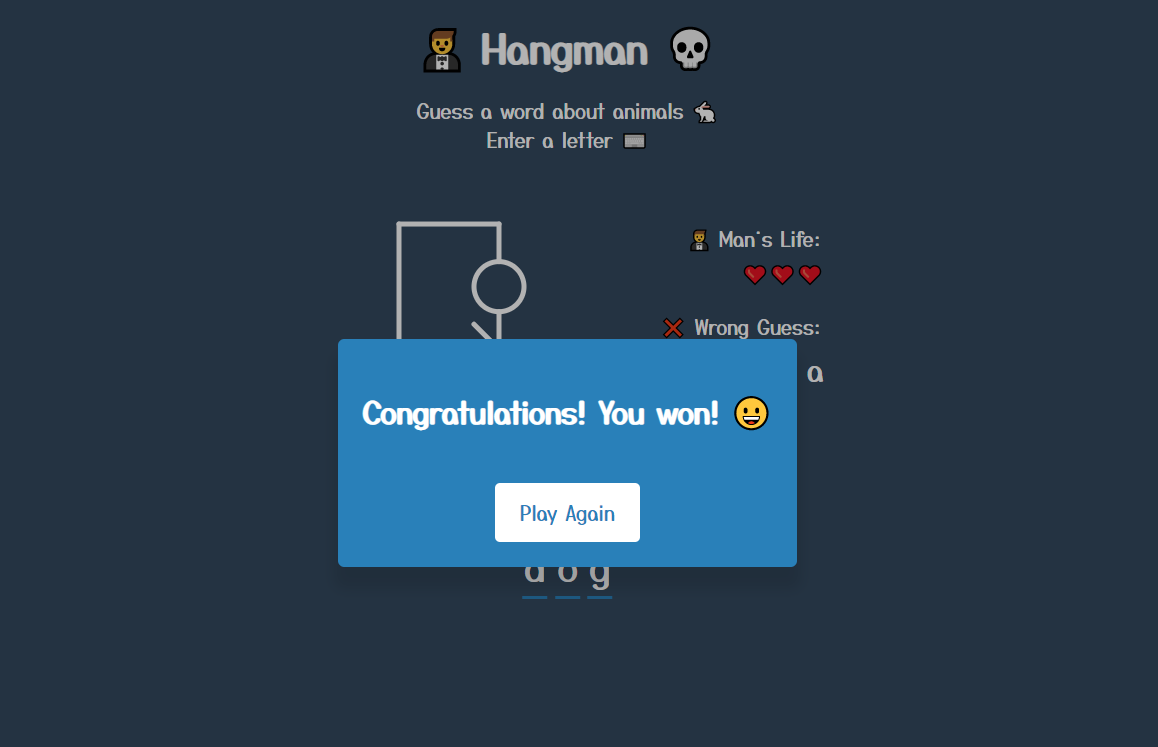 Hangman
Guess a word about animals
Enter a letter
Man's Life:
Wrong Guess:
a
Congratulations! You won!
Play Again
d o g